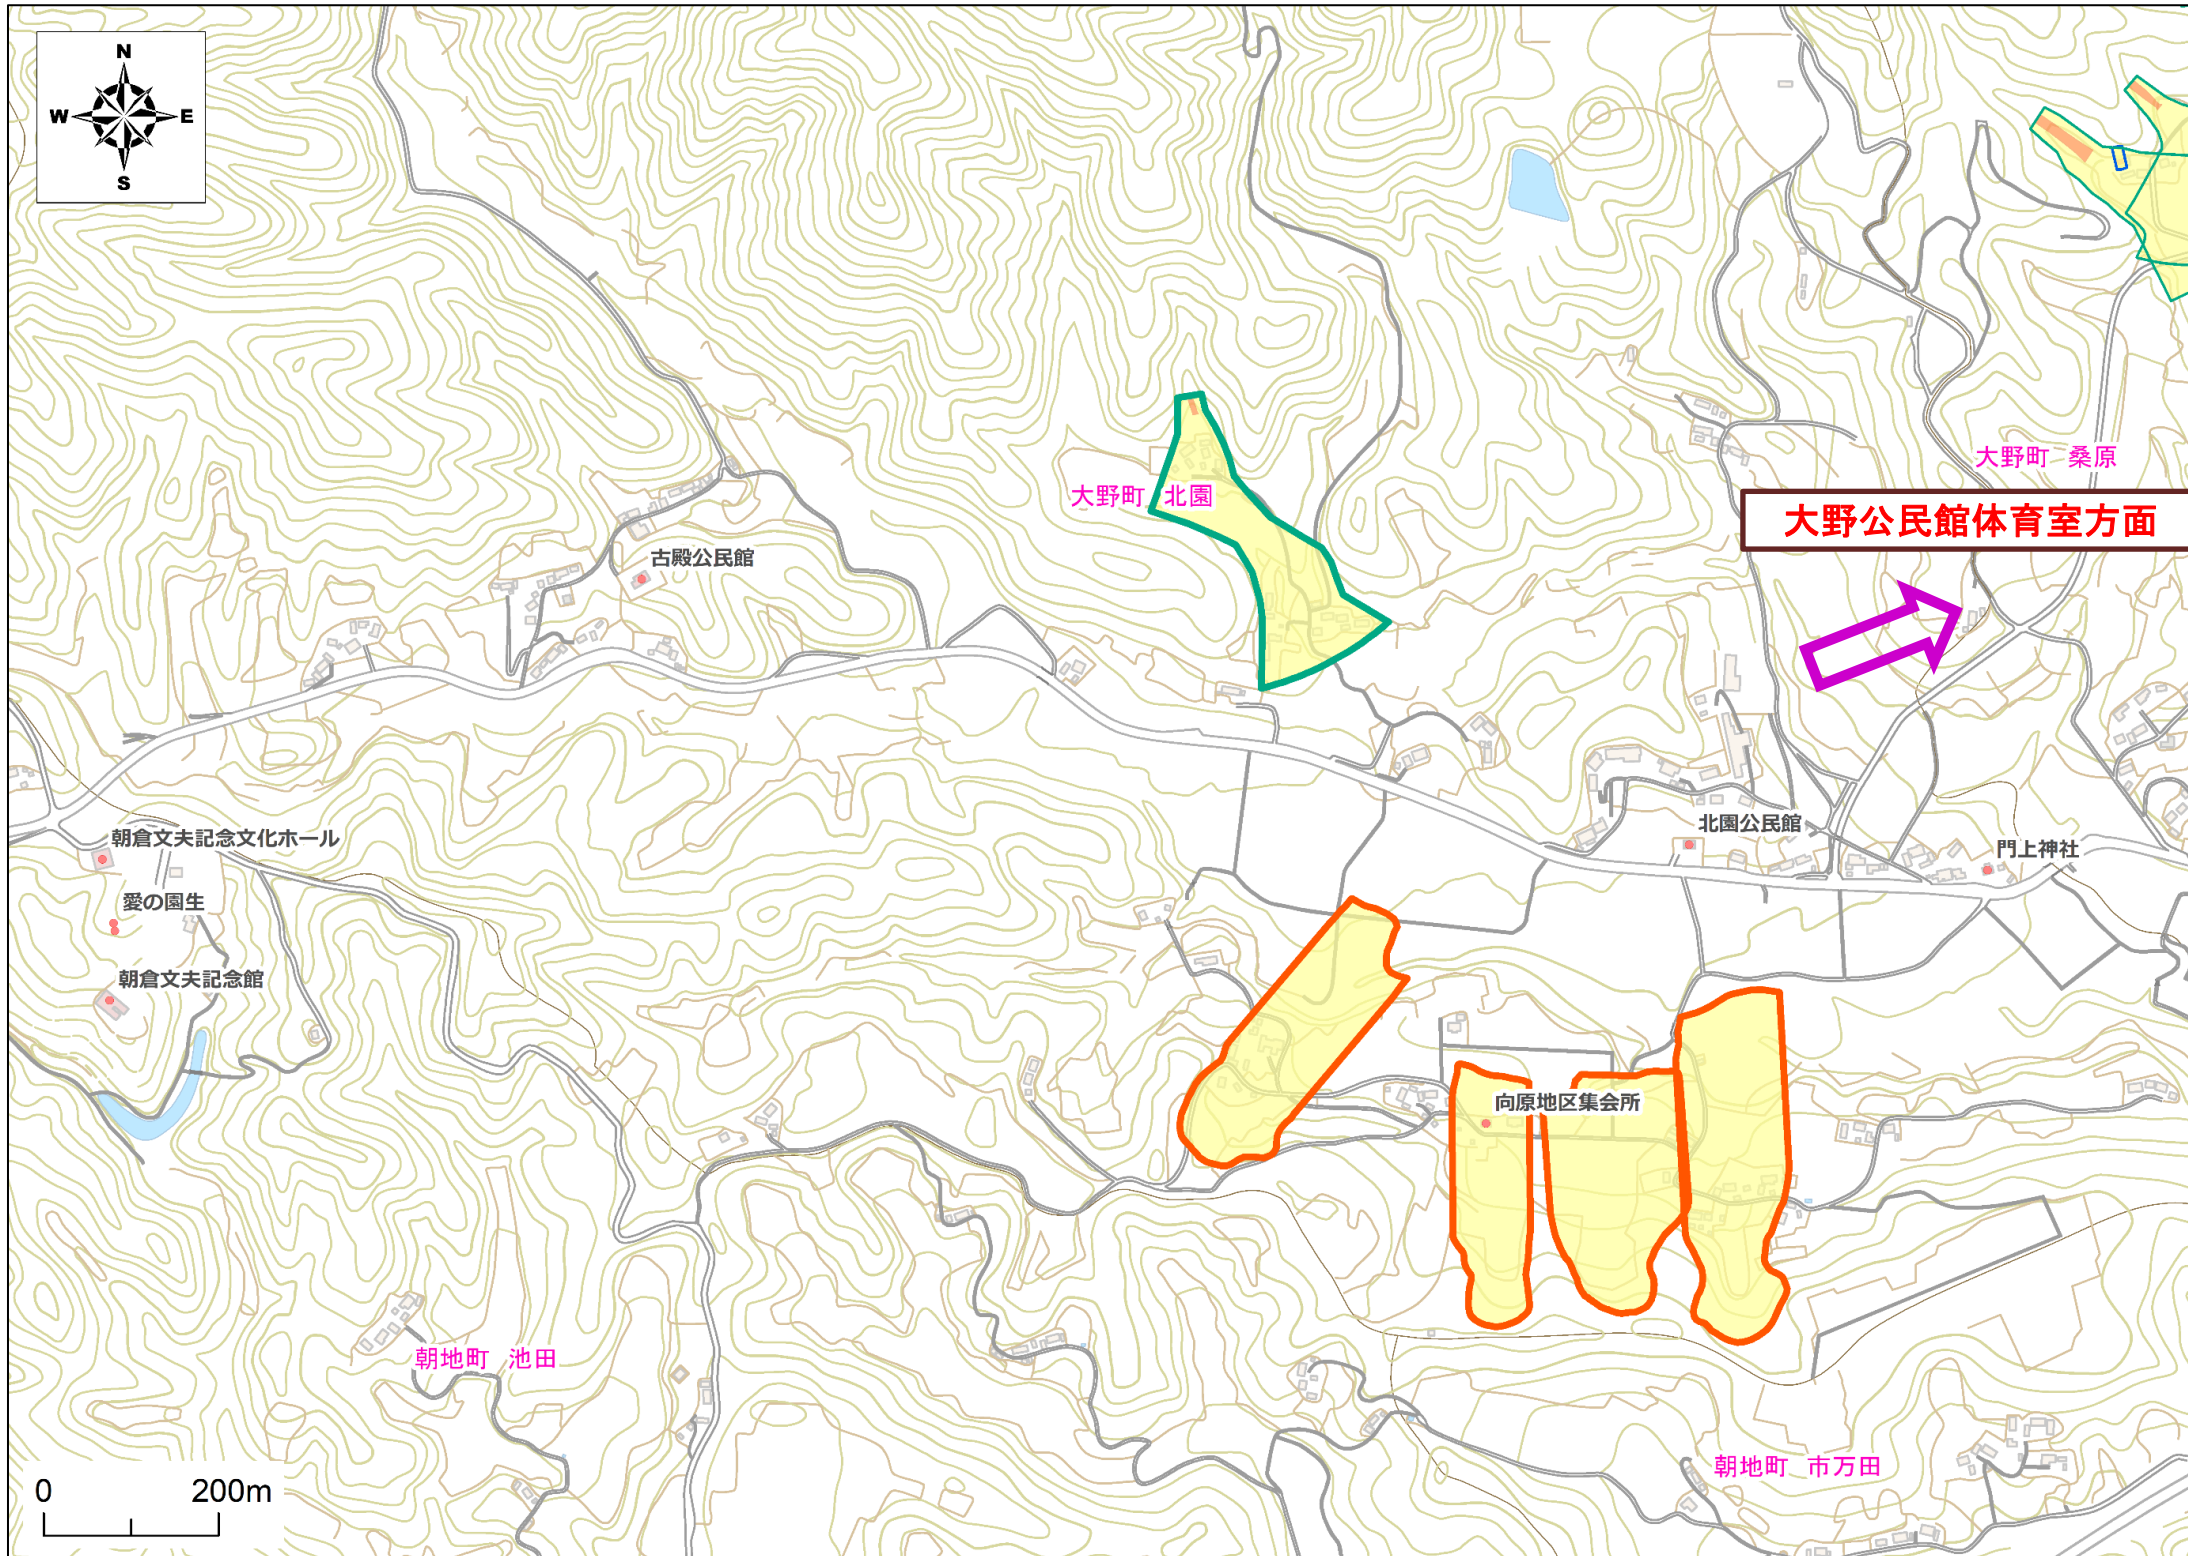 N
W E
S
大野町 桑原
大野町 北園
大野公民館体育室方面
古殿公民館
北園公民館
朝倉文夫記念文化ホール
門上神社
愛の園生
朝倉文夫記念館
向原地区集会所
朝地町 池田
朝地町 市万田
0 200m